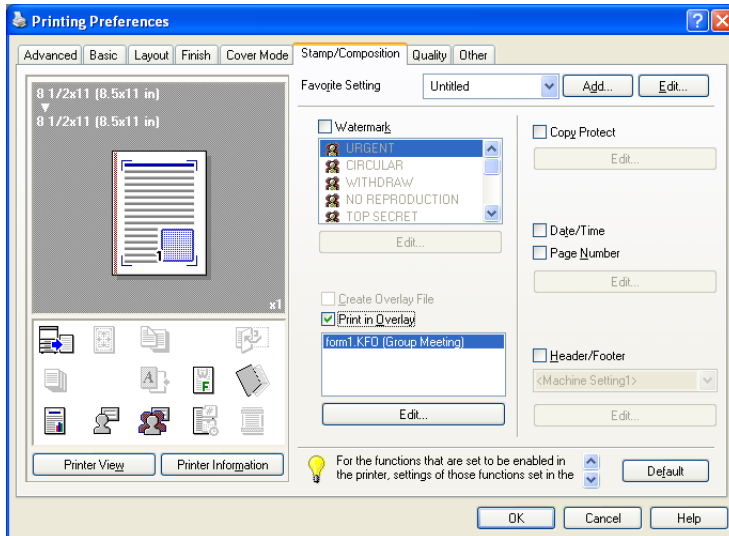 Printing Preferences
Advanced Basic Layout Finish Cover Mode Stamp/Composition Quality Other
8 1/2x11 (8.5x11 in)
8 1/2x11 (8.5x11 in)
1
x1
Printer View Printer Information
Favorite Setting Untitled Add... Edit...
Watermark
URGENT
CIRCULAR
WITHDRAW
NO REPRODUCTION
TOP SECRET
Edit...
Create Overlay File
Print in Overlay
form1.KFO (Group Meeting)
Edit...
Copy Protect
Edit...
Date/Time
Page Number
Edit...
Header/Footer
<Machine Setting1>
Edit...
For the functions that are set to be enabled in
the printer, settings of those functions set in the
Default
OK Cancel Help